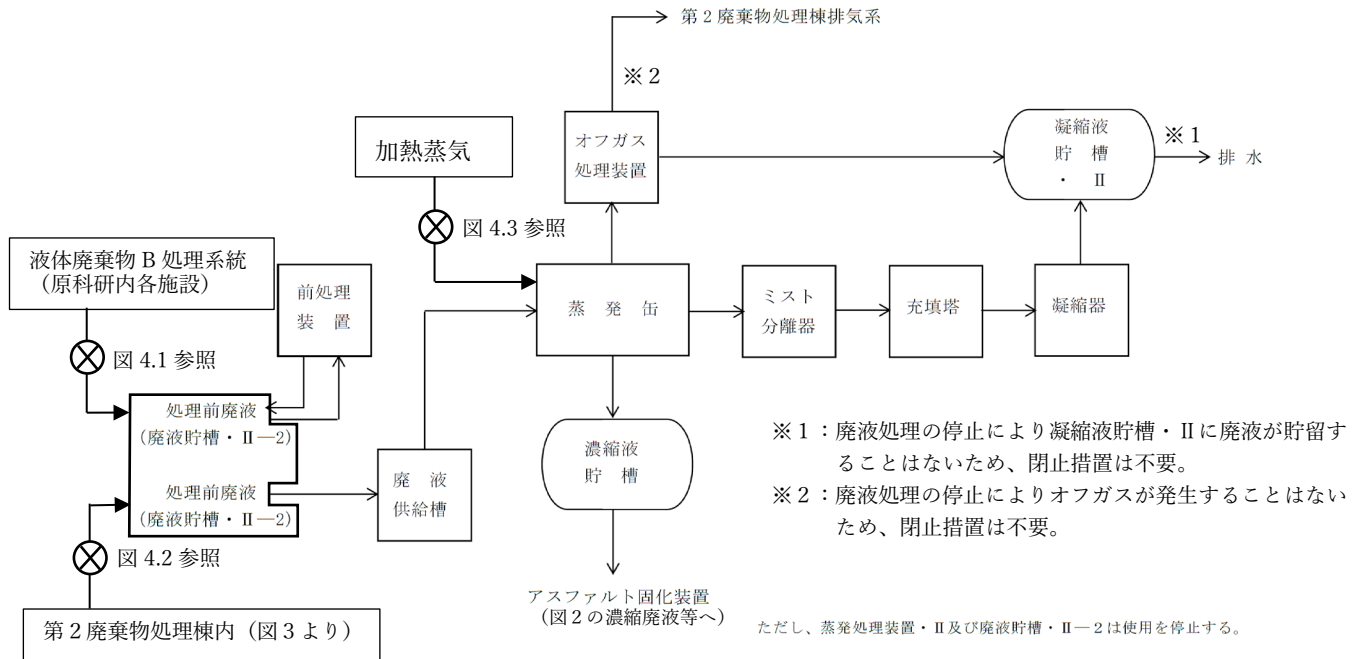 第2廃棄物処理棟排気系
※2
加熱蒸気
オフガス
処理装置
凝縮液
貯 槽
・ Ⅱ
※1
排 水
図 4.3 参照
液体廃棄物 B 処理系統
（原科研内各施設）
前処理
装 置
蒸 発 缶
ミスト
分離器
充填塔
凝縮器
図 4.1 参照
処理前廃液
（廃液貯槽・Ⅱ―2）
処理前廃液
（廃液貯槽・Ⅱ―2）
廃 液
供給槽
濃縮液
貯 槽
※1：廃液処理の停止により凝縮液貯槽・Ⅱに廃液が貯留す
ることはないため、閉止措置は不要。
※2：廃液処理の停止によりオフガスが発生することはない
ため、閉止措置は不要。
図 4.2 参照
アスファルト固化装置
（図2の濃縮廃液等へ）
第2廃棄物処理棟内（図3より）
ただし、蒸発処理装置・Ⅱ及び廃液貯槽・Ⅱ―2は使用を停止する。